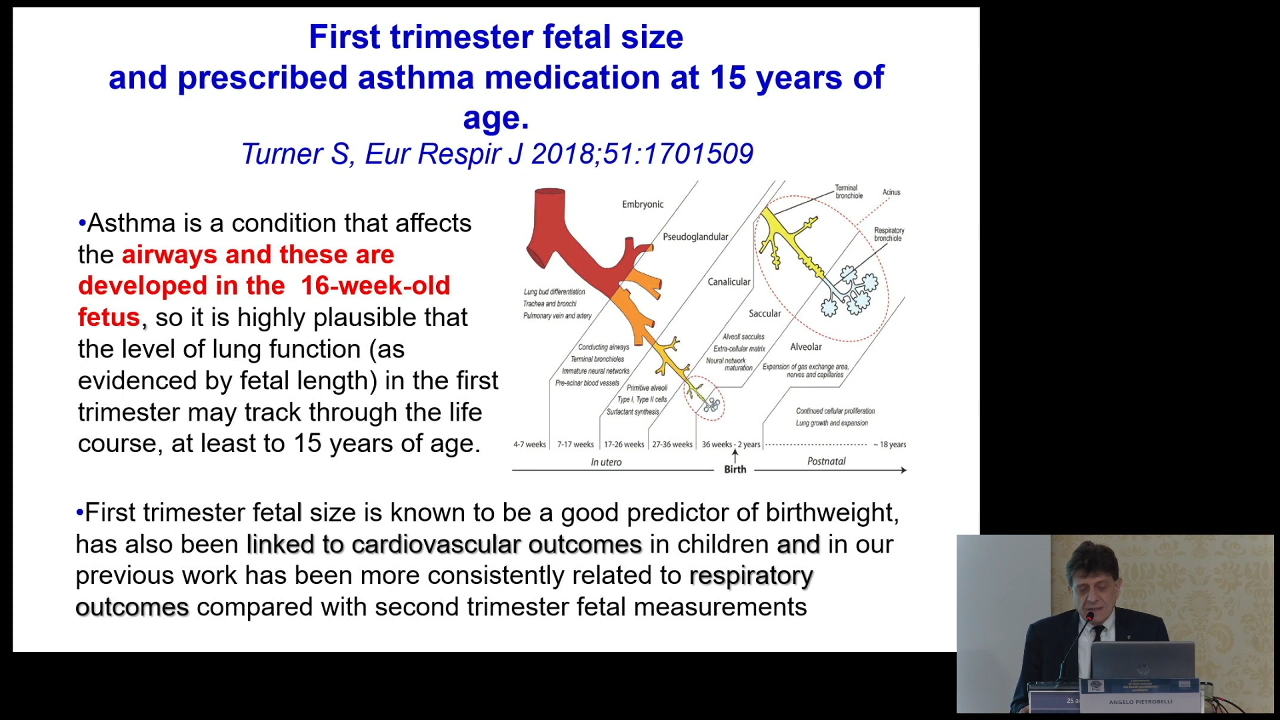 First trimester fetal size
and prescribed asthma medication at 15 years of
age.
Turner S, Eur Respir J 2018;51:1701509
•Asthma is a condition that affects
the airways and these are
developed in the 16-week-old
fetus, so it is highly plausible that
the level of lung function (as
evidenced by fetal length) in the first
trimester may track through the life
course, at least to 15 years of age.
Embryonic
Pseudoglandular
Canalicular
Saccular
Alveolar
Terminal
bronchiole
Acinus
Respiratory
bronchiole
Lung bud differentiation
Trachea and bronchi
Pulmonary vein and artery
Conducting airways
Terminal bronchioles
Immature neural networks
Pre-acinar blood vessels
Primitive alveoli
Type I, Type II cells
Surfactant synthesis
Alveoli saccules
Extra-cellular matrix
Neural network
maturation
Expansion of gas exchange area,
nerves and capillaries
Continued cellular proliferation
Lung growth and expansion
4-7 weeks
7-17 weeks
17-26 weeks
27-36 weeks
36 weeks - 2 years
~ 18 years
In utero
Birth
Postnatal
•First trimester fetal size is known to be a good predictor of birthweight,
has also been linked to cardiovascular outcomes in children and in our
previous work has been more consistently related to respiratory
outcomes compared with second trimester fetal measurements
ANGELO PIETROBELLI